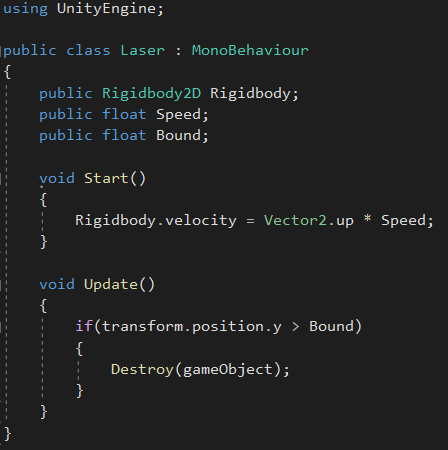 using UnityEngine;
public class Laser : MonoBehaviour
{
    public Rigidbody2D Rigidbody;
    public float Speed;
    public float Bound;
    void Start()
    {
        Rigidbody.velocity = Vector2.up * Speed;
    }
    void Update()
    {
        if(transform.position.y > Bound)
        {
            Destroy(gameObject);
        }
    }
}